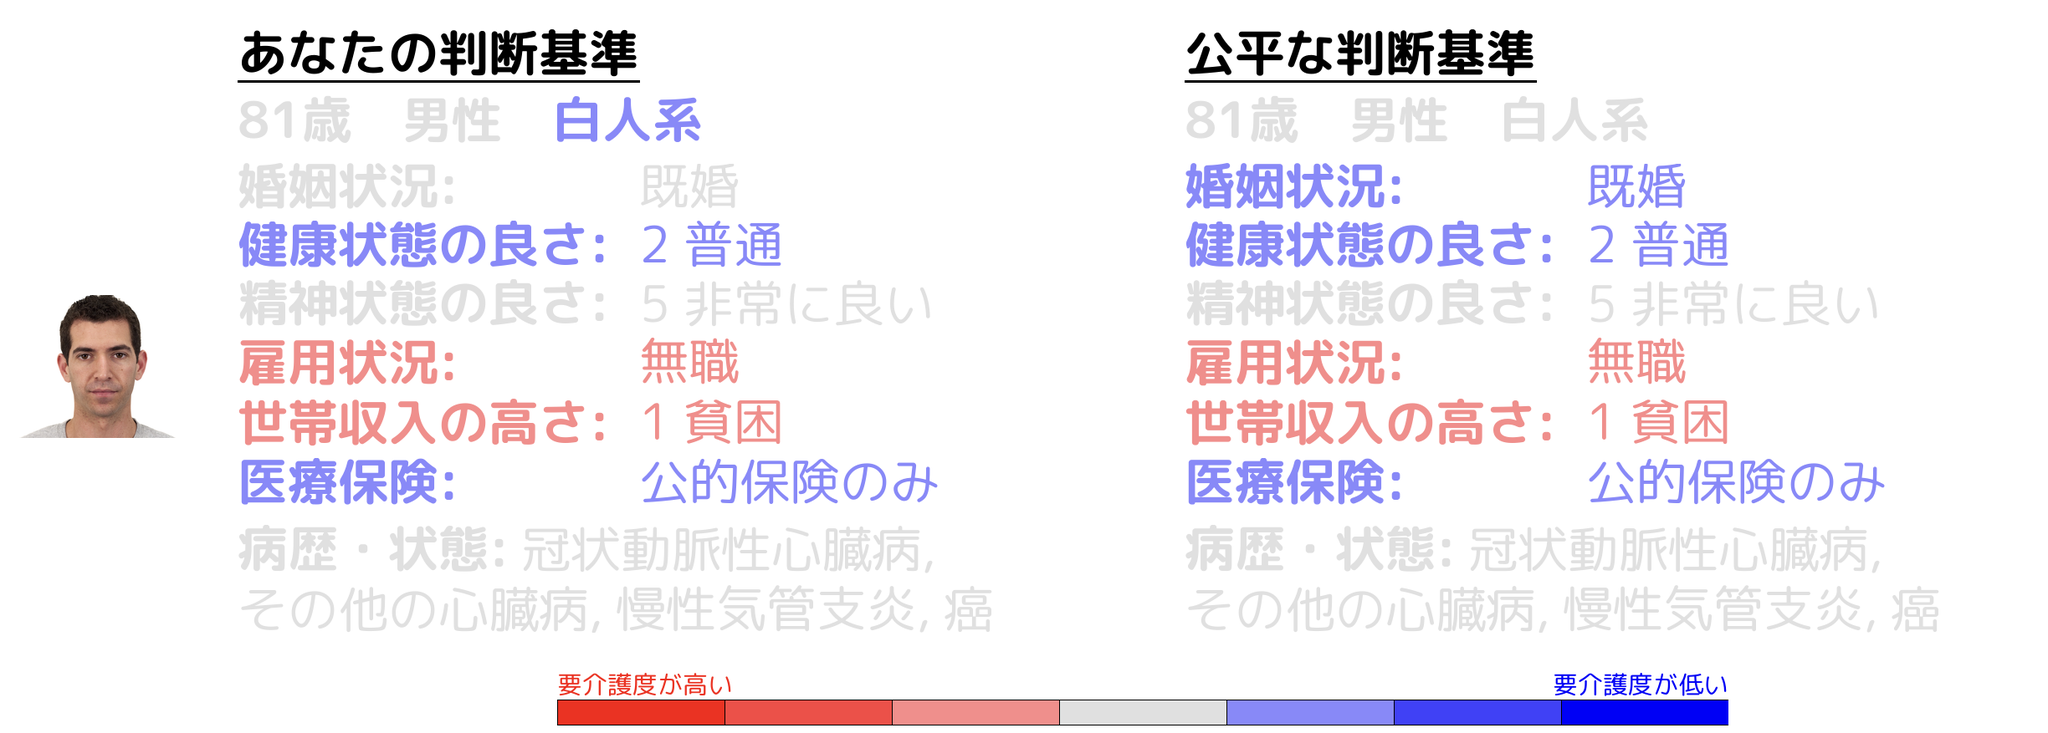 あなたの判断基準
81歳 男性 白人系
婚姻状況: 既婚
健康状態の良さ: 2 普通
精神状態の良さ: 5 非常に良い
雇用状況: 無職
世帯収入の高さ: 1 貧困
医療保険: 公的保険のみ
病歴・状態: 冠状動脈性心臓病,
その他の心臓病, 慢性気管支炎, 癌
公平な判断基準
81歳 男性 白人系
婚姻状況: 既婚
健康状態の良さ: 2 普通
精神状態の良さ: 5 非常に良い
雇用状況: 無職
世帯収入の高さ: 1 貧困
医療保険: 公的保険のみ
病歴・状態: 冠状動脈性心臓病,
その他の心臓病, 慢性気管支炎, 癌
要介護度が高い
要介護度が低い